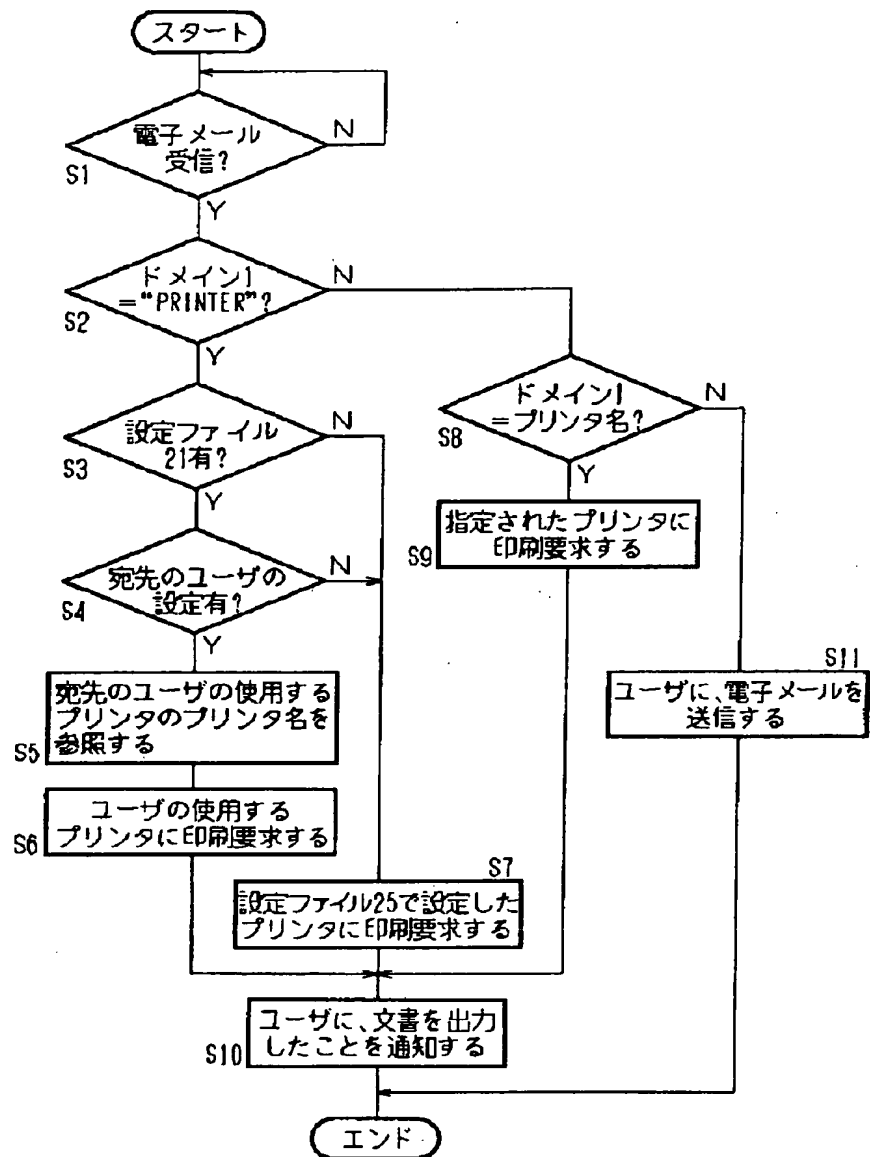 スタート
電子メール
受信?
N
S1
Y
ドメイン1
="PRINTER"?
N
S2
Y
設定ファイル
21有?
N
S3
Y
宛先のユーザの
設定有?
N
S4
Y
宛先のユーザの使用する
プリンタのプリンタ名を
参照する
S5
ユーザの使用する
プリンタに印刷要求する
S6
S7
設定ファイル25で設定した
プリンタに印刷要求する
ドメイン1
=プリンタ名?
N
S8
Y
指定されたプリンタに
印刷要求する
S9
S11
ユーザに、電子メールを
送信する
ユーザに、文書を出力
したことを通知する
S10
エンド